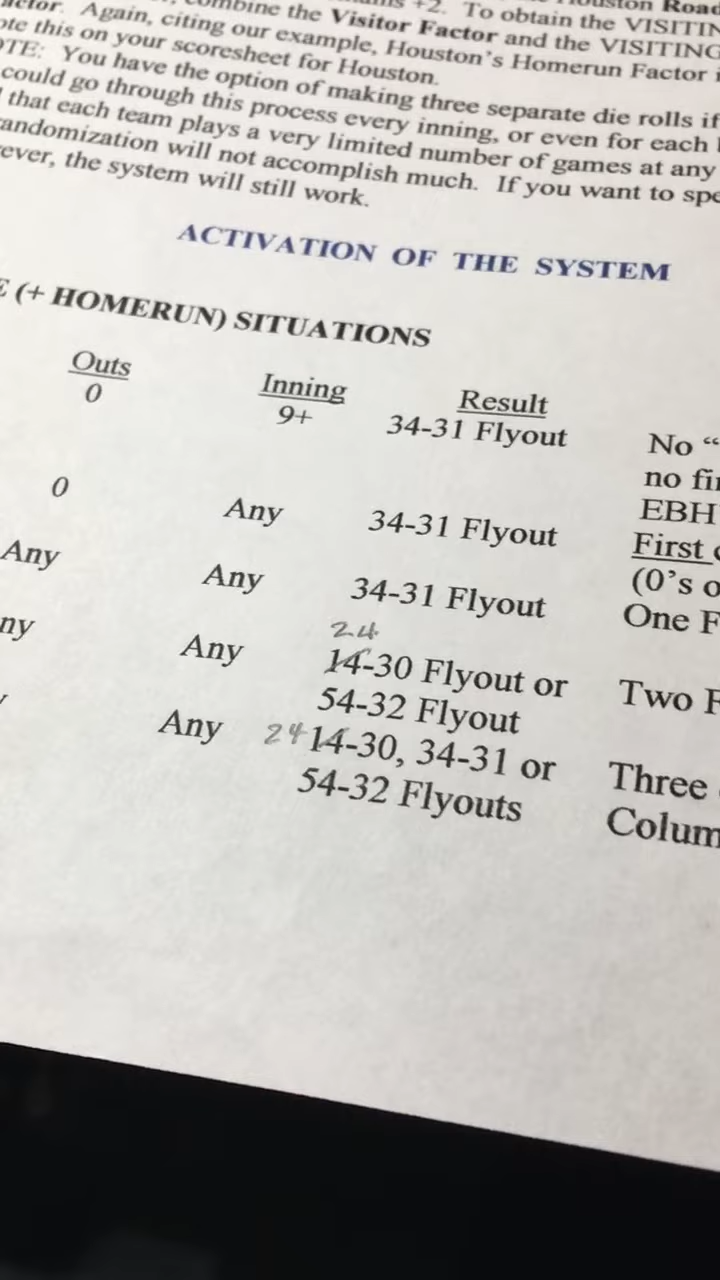 Again, citing our example, Houston's Homerun Factor
combine the Visitor Factor and the VISITING
+2. To obtain the VISITIN
Houston Road
this on your scoresheet for Houston.
You have the option of making three separate die rolls if
could go through this process every inning, or even for each
that each team plays a very limited number of games at any
randomization will not accomplish much. If you want to spe
ever, the system will still work.
ACTIVATION OF THE SYSTEM
(+ HOMERUN) SITUATIONS
Outs Inning Result
0 9+ 34-31 Flyout No "
no fi
EBH
0 Any 34-31 Flyout First
(0's o
Any Any 34-31 Flyout One F
24
ny Any 14-30 Flyout or Two F
54-32 Flyout
Any 24 14-30, 34-31 or Three
54-32 Flyouts Colum